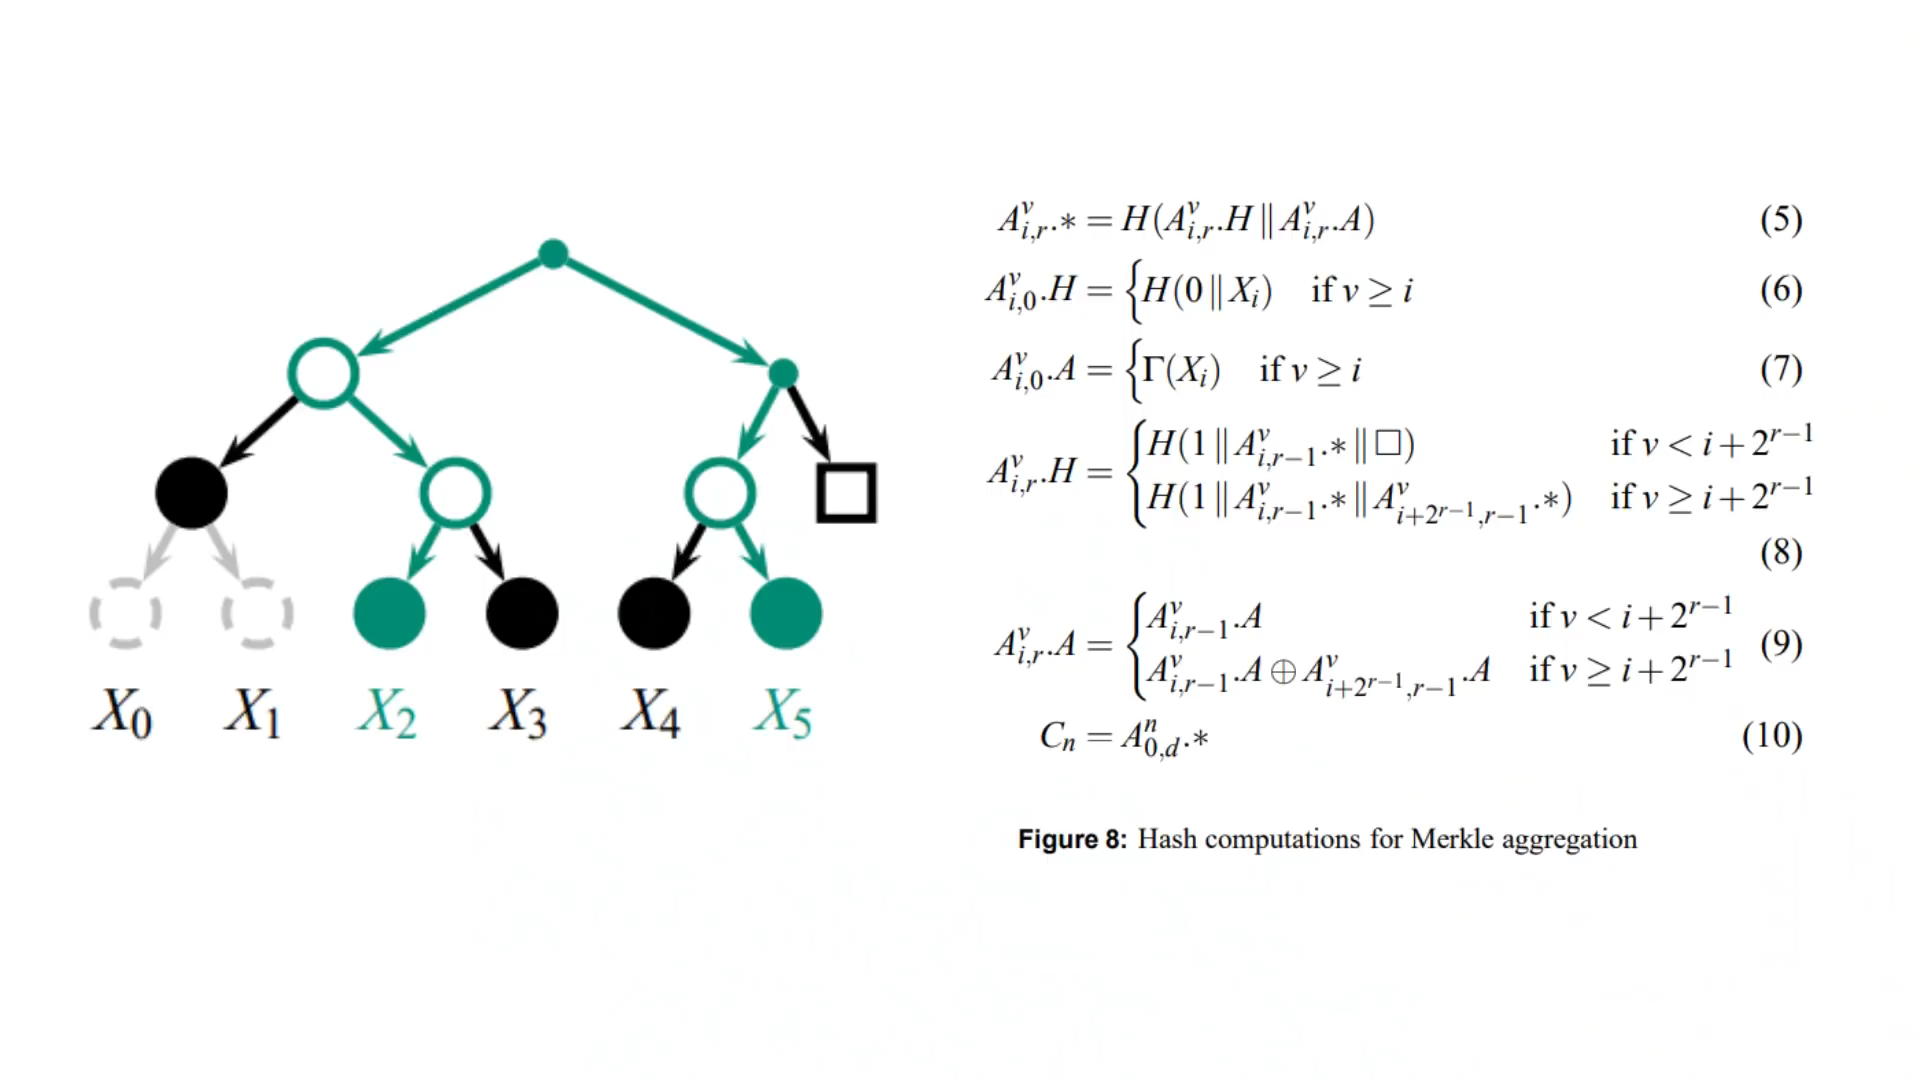 X₀ X₁ X₂ X₃ X₄ X₅
A^v_{i,r}.* = H(A^v_{i,r}.H ∥ A^v_{i,r}.A) (5)
A^v_{i,0}.H = {H(0 ∥ X_i) if v ≥ i (6)
A^v_{i,0}.A = {Γ(X_i) if v ≥ i (7)
A^v_{i,r}.H = {H(1 ∥ A^v_{i,r−1}.* ∥ □) if v < i + 2^{r−1}
H(1 ∥ A^v_{i,r−1}.* ∥ A^v_{i+2^{r−1},r−1}.*) if v ≥ i + 2^{r−1}
(8)
A^v_{i,r}.A = {A^v_{i,r−1}.A if v < i + 2^{r−1}
A^v_{i,r−1}.A ⊕ A^v_{i+2^{r−1},r−1}.A if v ≥ i + 2^{r−1} (9)
C_n = A^n_{0,d}.* (10)
Figure 8: Hash computations for Merkle aggregation